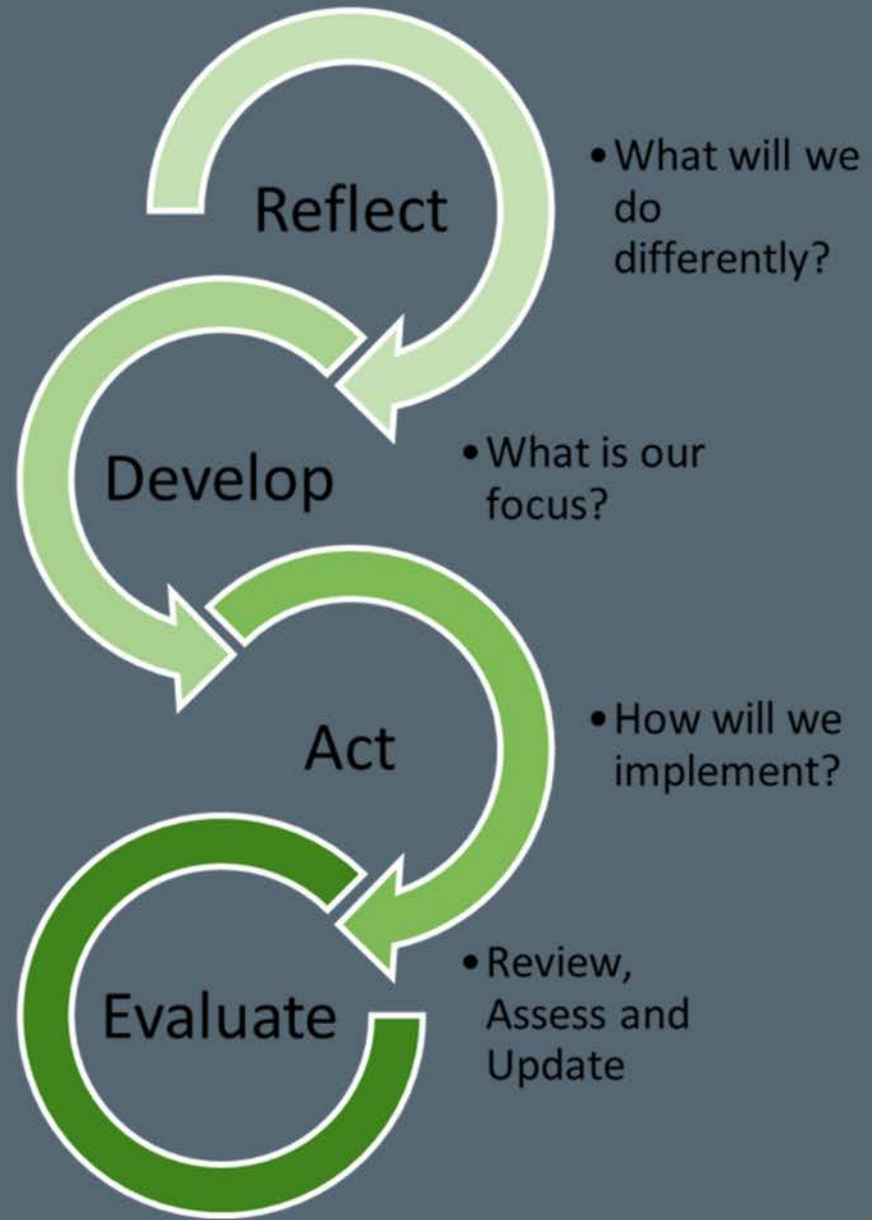 Reflect
• What will we
do
differently?
Develop
• What is our
focus?
Act
• How will we
implement?
Evaluate
• Review,
Assess and
Update